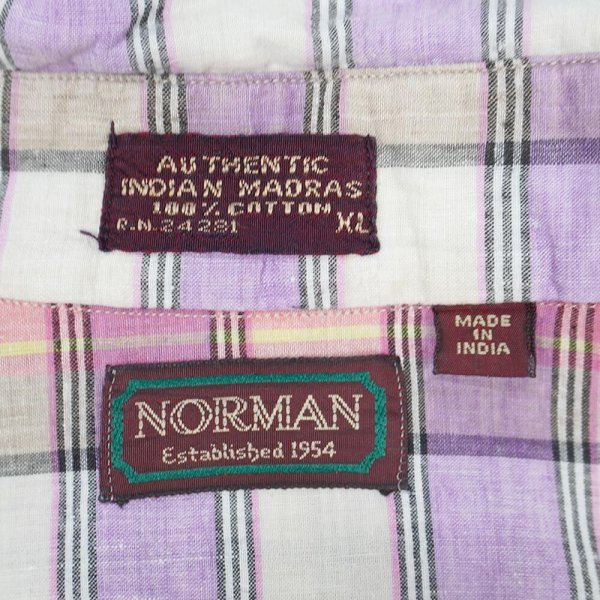 AUTHENTIC
INDIAN MADRAS
100% COTTON
R.N.24281 XL
MADE
IN
INDIA
NORMAN
Established 1954